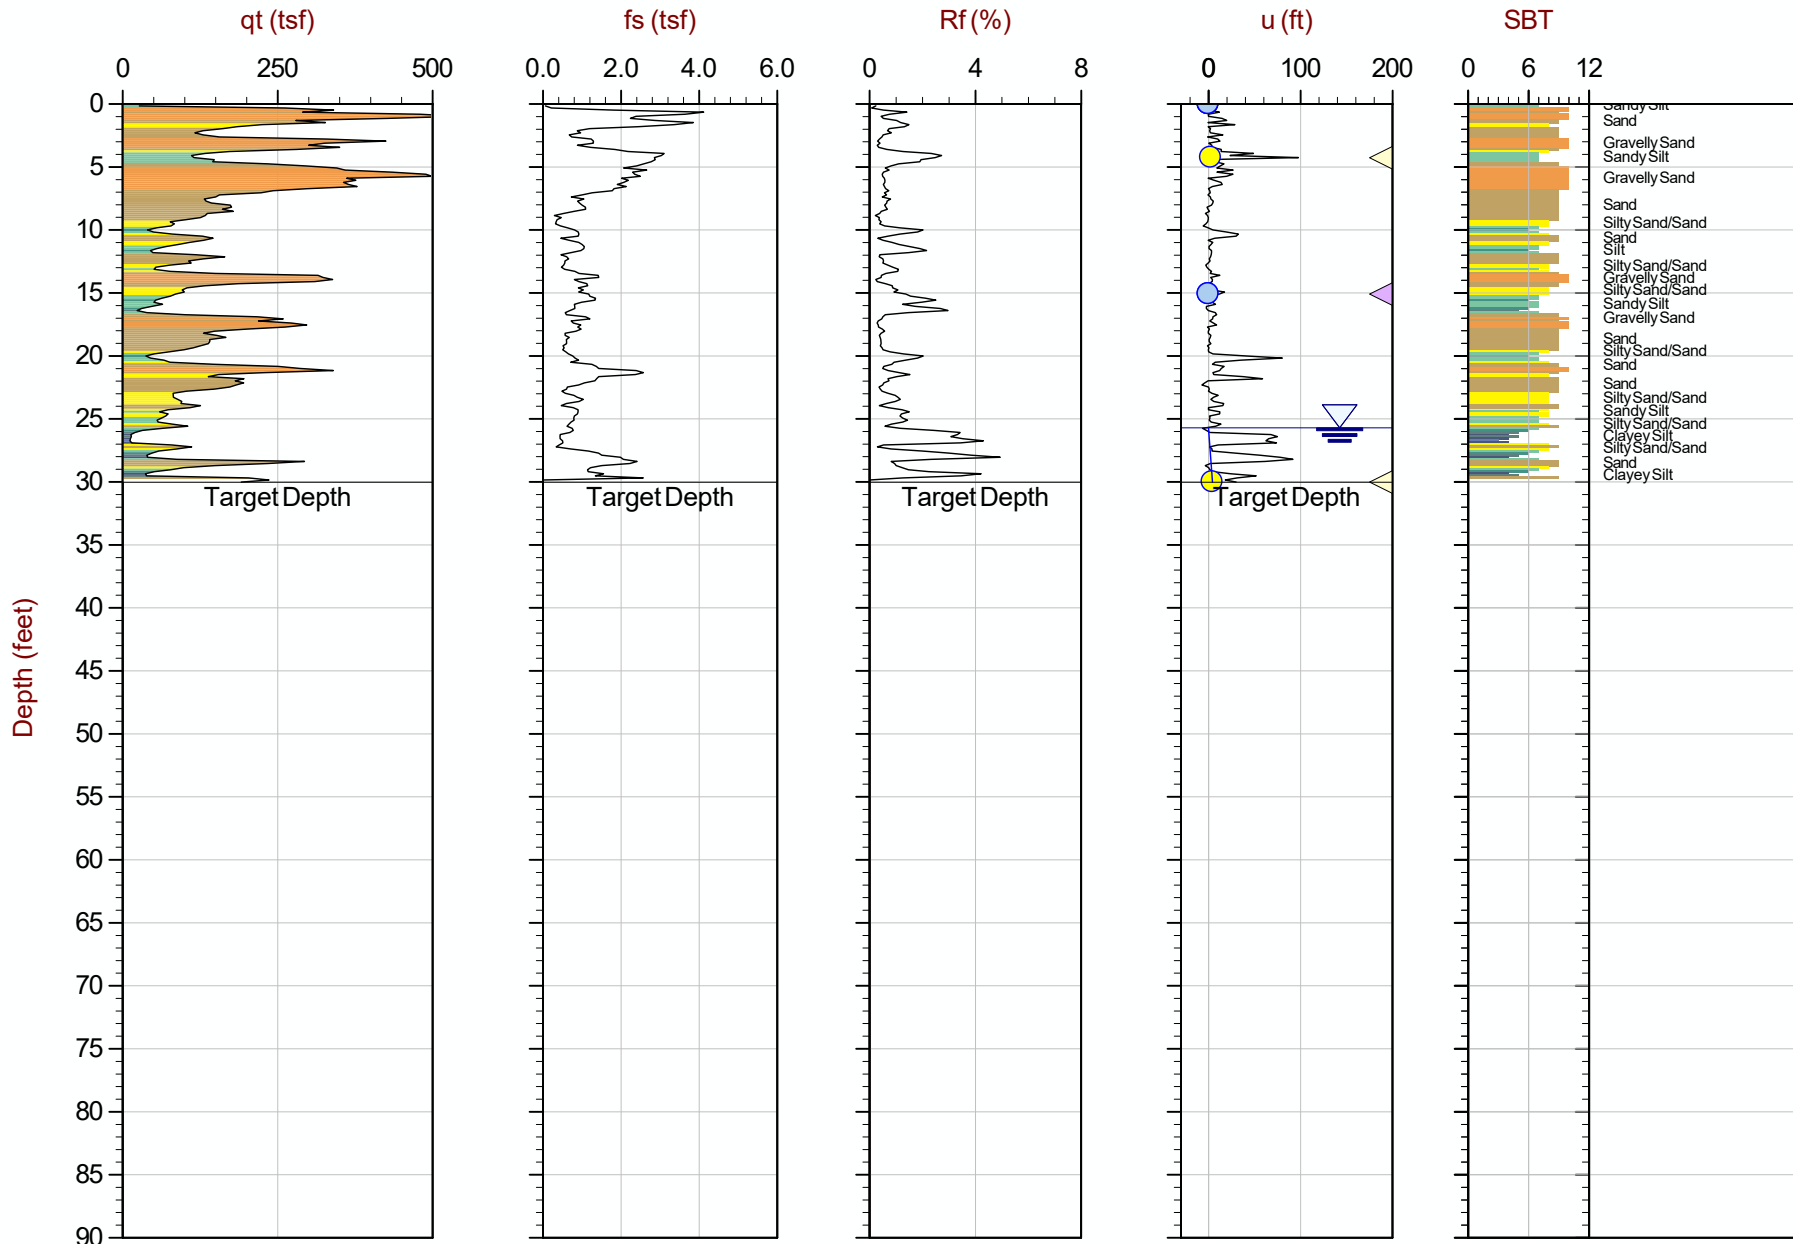 qt (tsf)
fs (tsf)
Rf (%)
u (ft)
SBT
0 250 500
0.0 2.0 4.0 6.0
0 4 8
0 100 200
0 6 12
Depth (feet)
0
5
10
15
20
25
30
35
40
45
50
55
60
65
70
75
80
85
90
Sandy Silt
Sand
Gravelly Sand
Sandy Silt
Gravelly Sand
Sand
Silty Sand/Sand
Sand
Silt
Silty Sand/Sand
Gravelly Sand
Silty Sand/Sand
Sandy Silt
Gravelly Sand
Sand
Silty Sand/Sand
Sand
Sand
Silty Sand/Sand
Sandy Silt
Silty Sand/Sand
Clayey Silt
Silty Sand/Sand
Sand
Clayey Silt
Target Depth
Target Depth
Target Depth
Target Depth